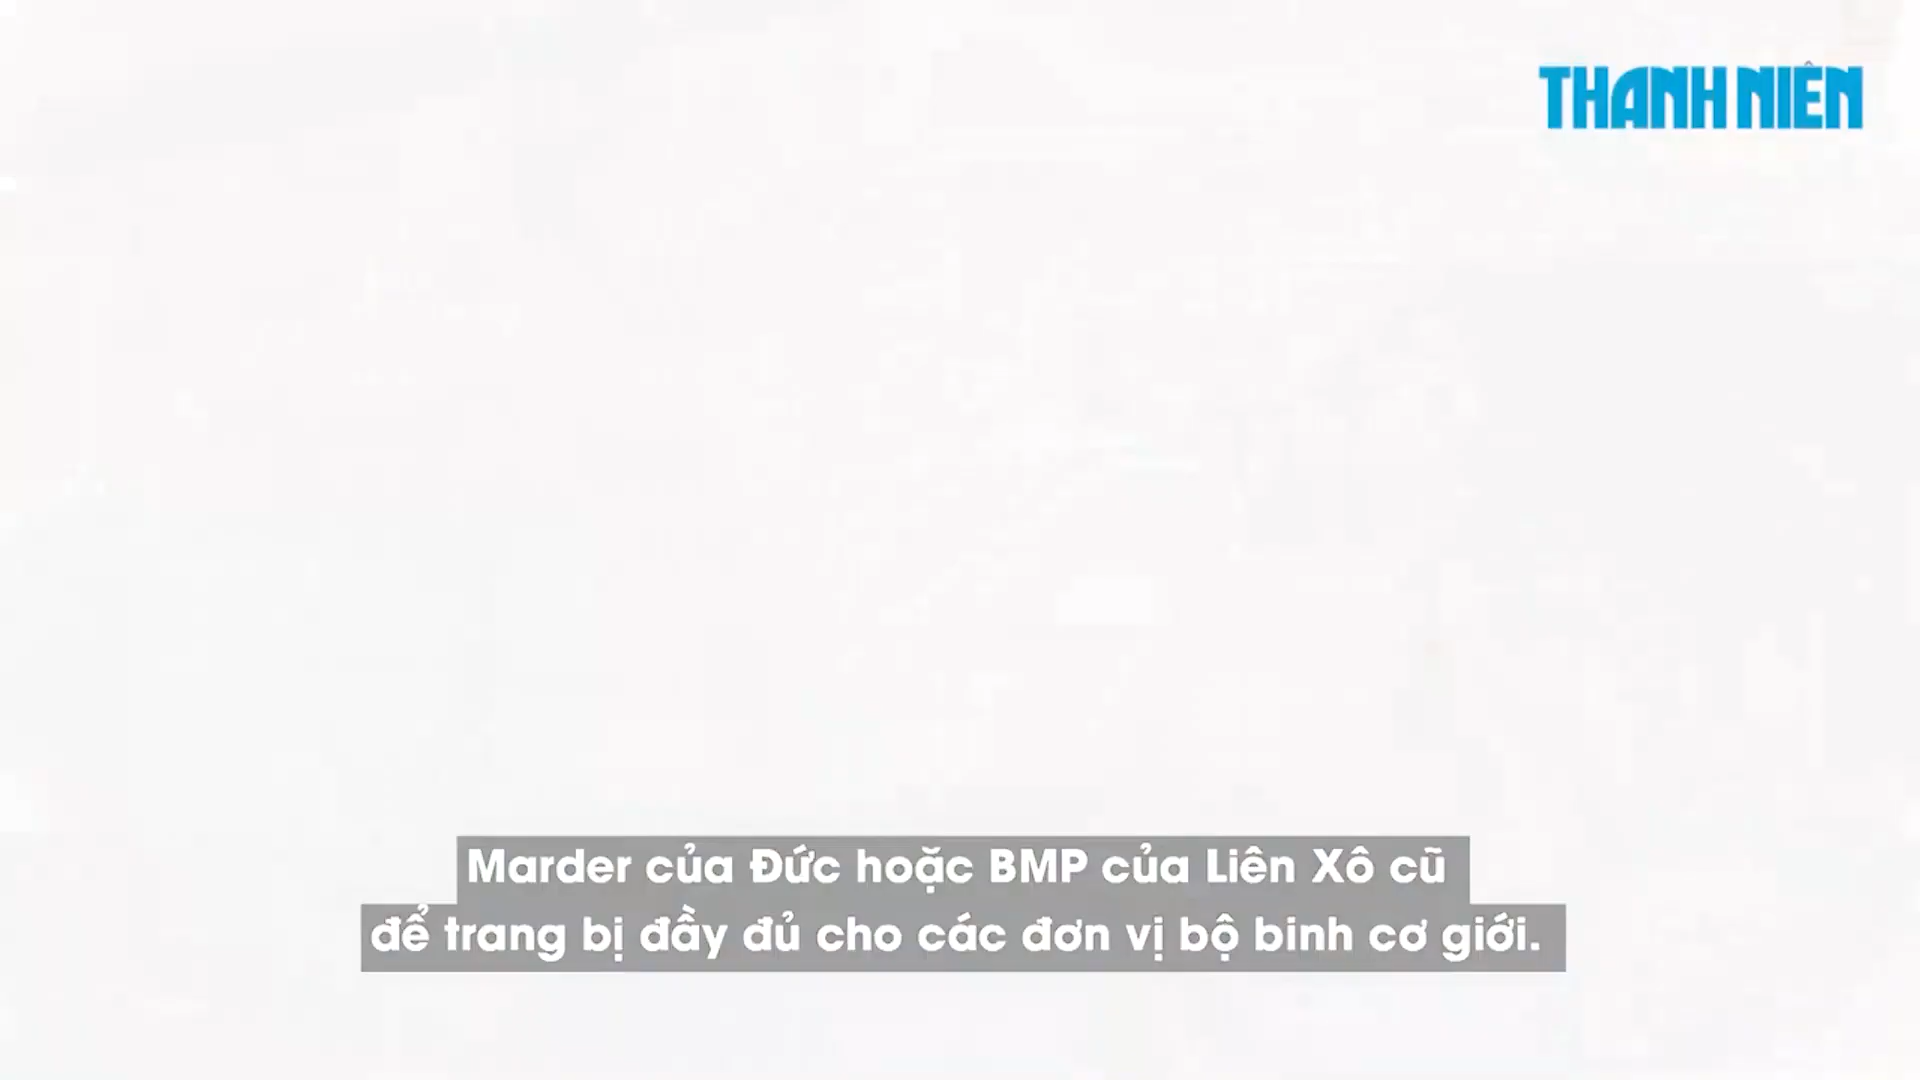 THANH NIÊN
Marder của Đức hoặc BMP của Liên Xô cũ
để trang bị đầy đủ cho các đơn vị bộ binh cơ giới.